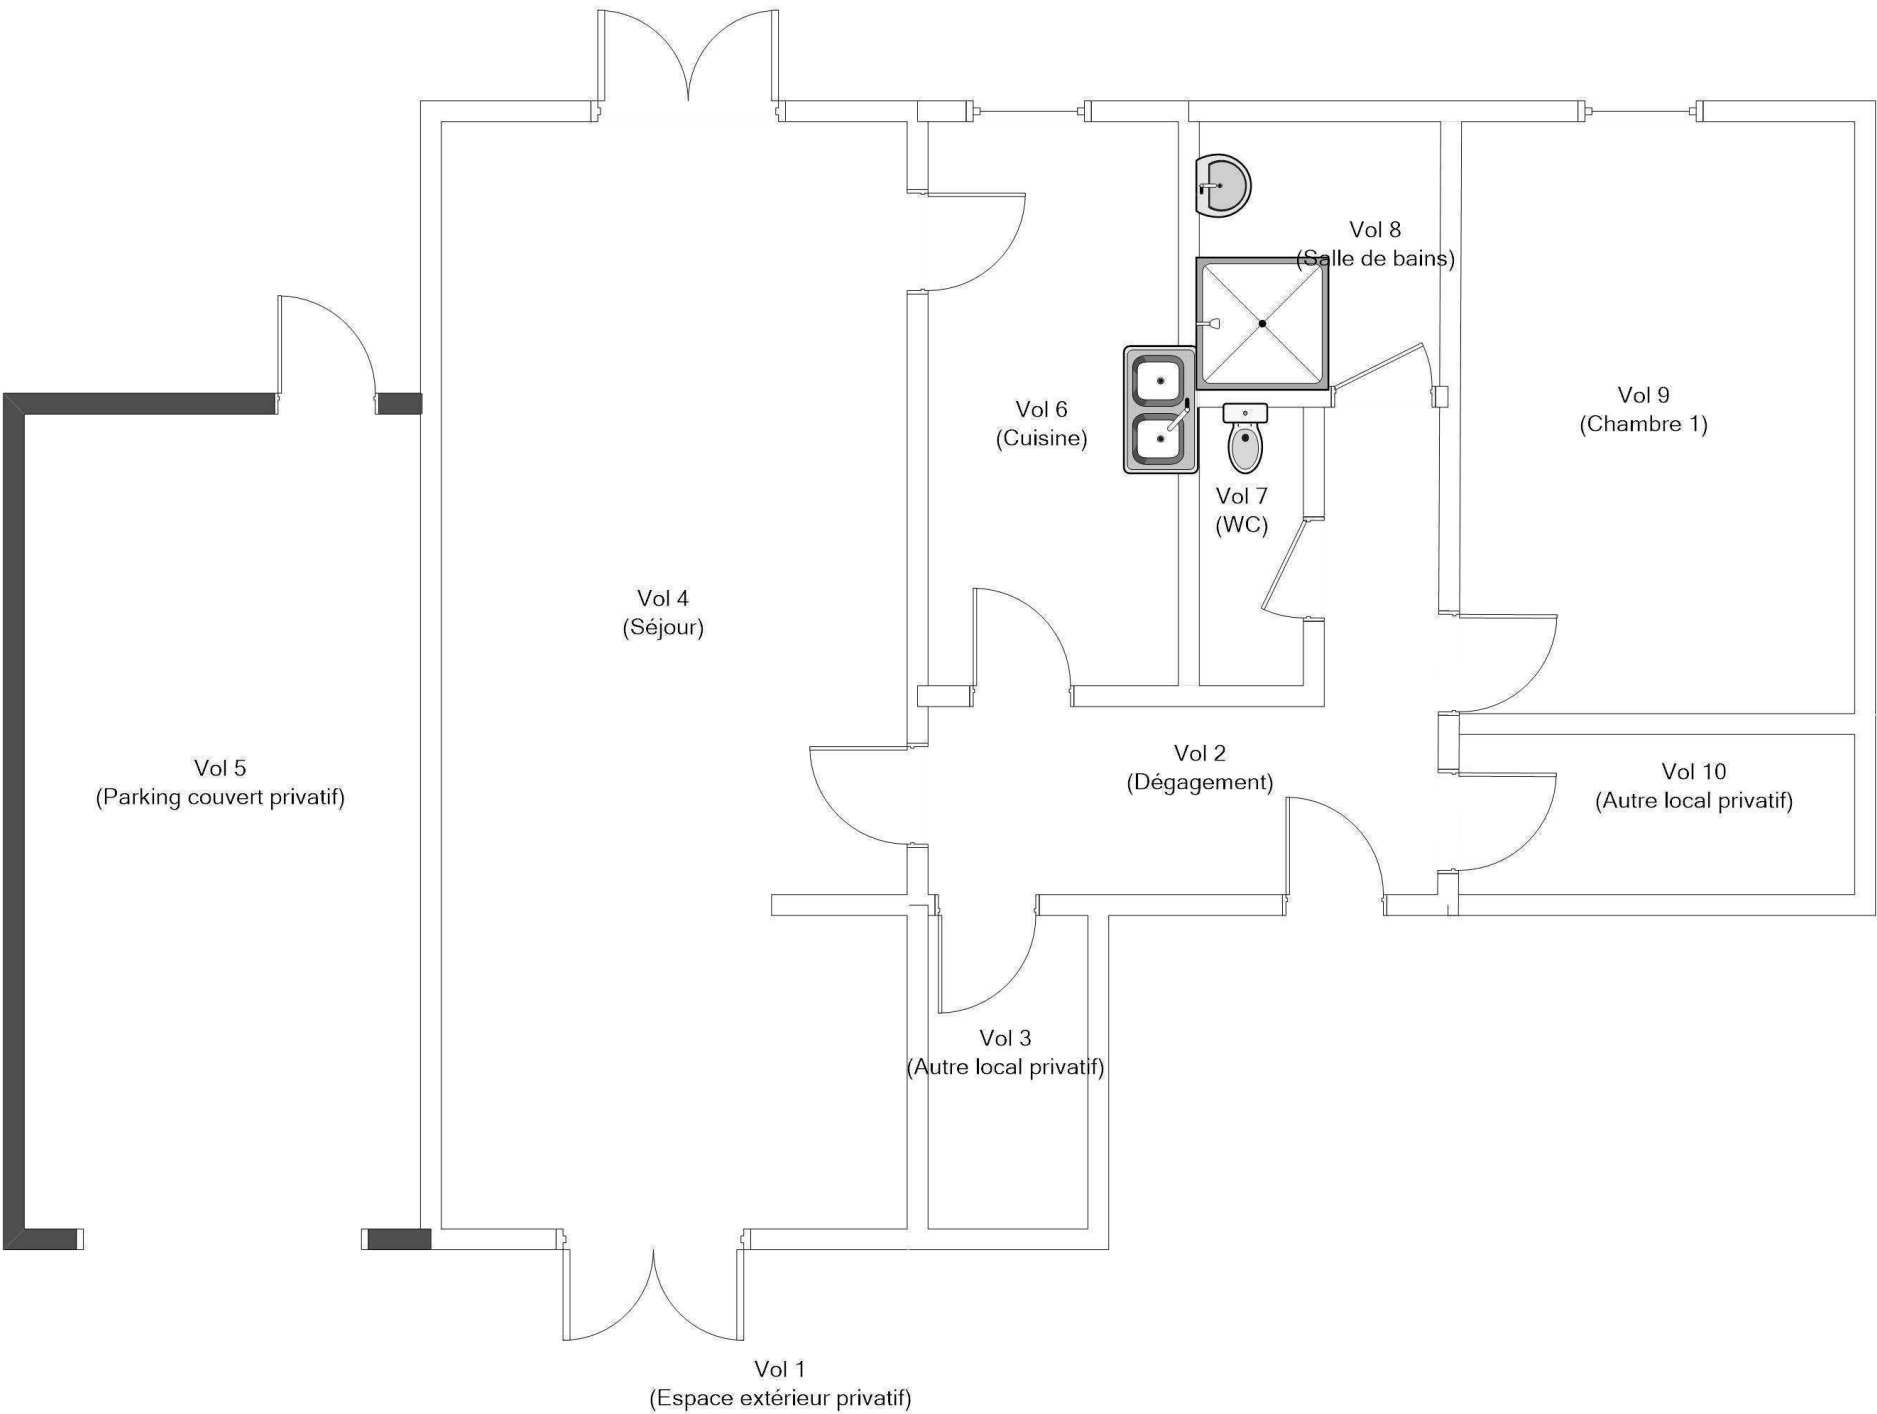 Vol 8
(Salle de bains)
Vol 9
(Chambre 1)
Vol 6
(Cuisine)
Vol 7
(WC)
Vol 4
(Séjour)
Vol 2
(Dégagement)
Vol 5
(Parking couvert privatif)
Vol 10
(Autre local privatif)
Vol 3
(Autre local privatif)
Vol 1
(Espace extérieur privatif)